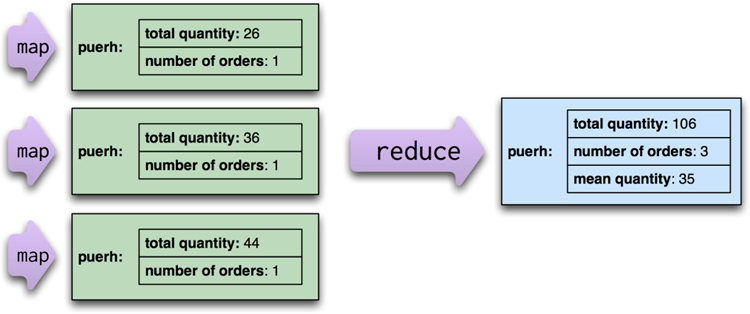 map
puerh:
total quantity: 26
number of orders: 1
map
puerh:
total quantity: 36
number of orders: 1
map
puerh:
total quantity: 44
number of orders: 1
reduce
puerh:
total quantity: 106
number of orders: 3
mean quantity: 35